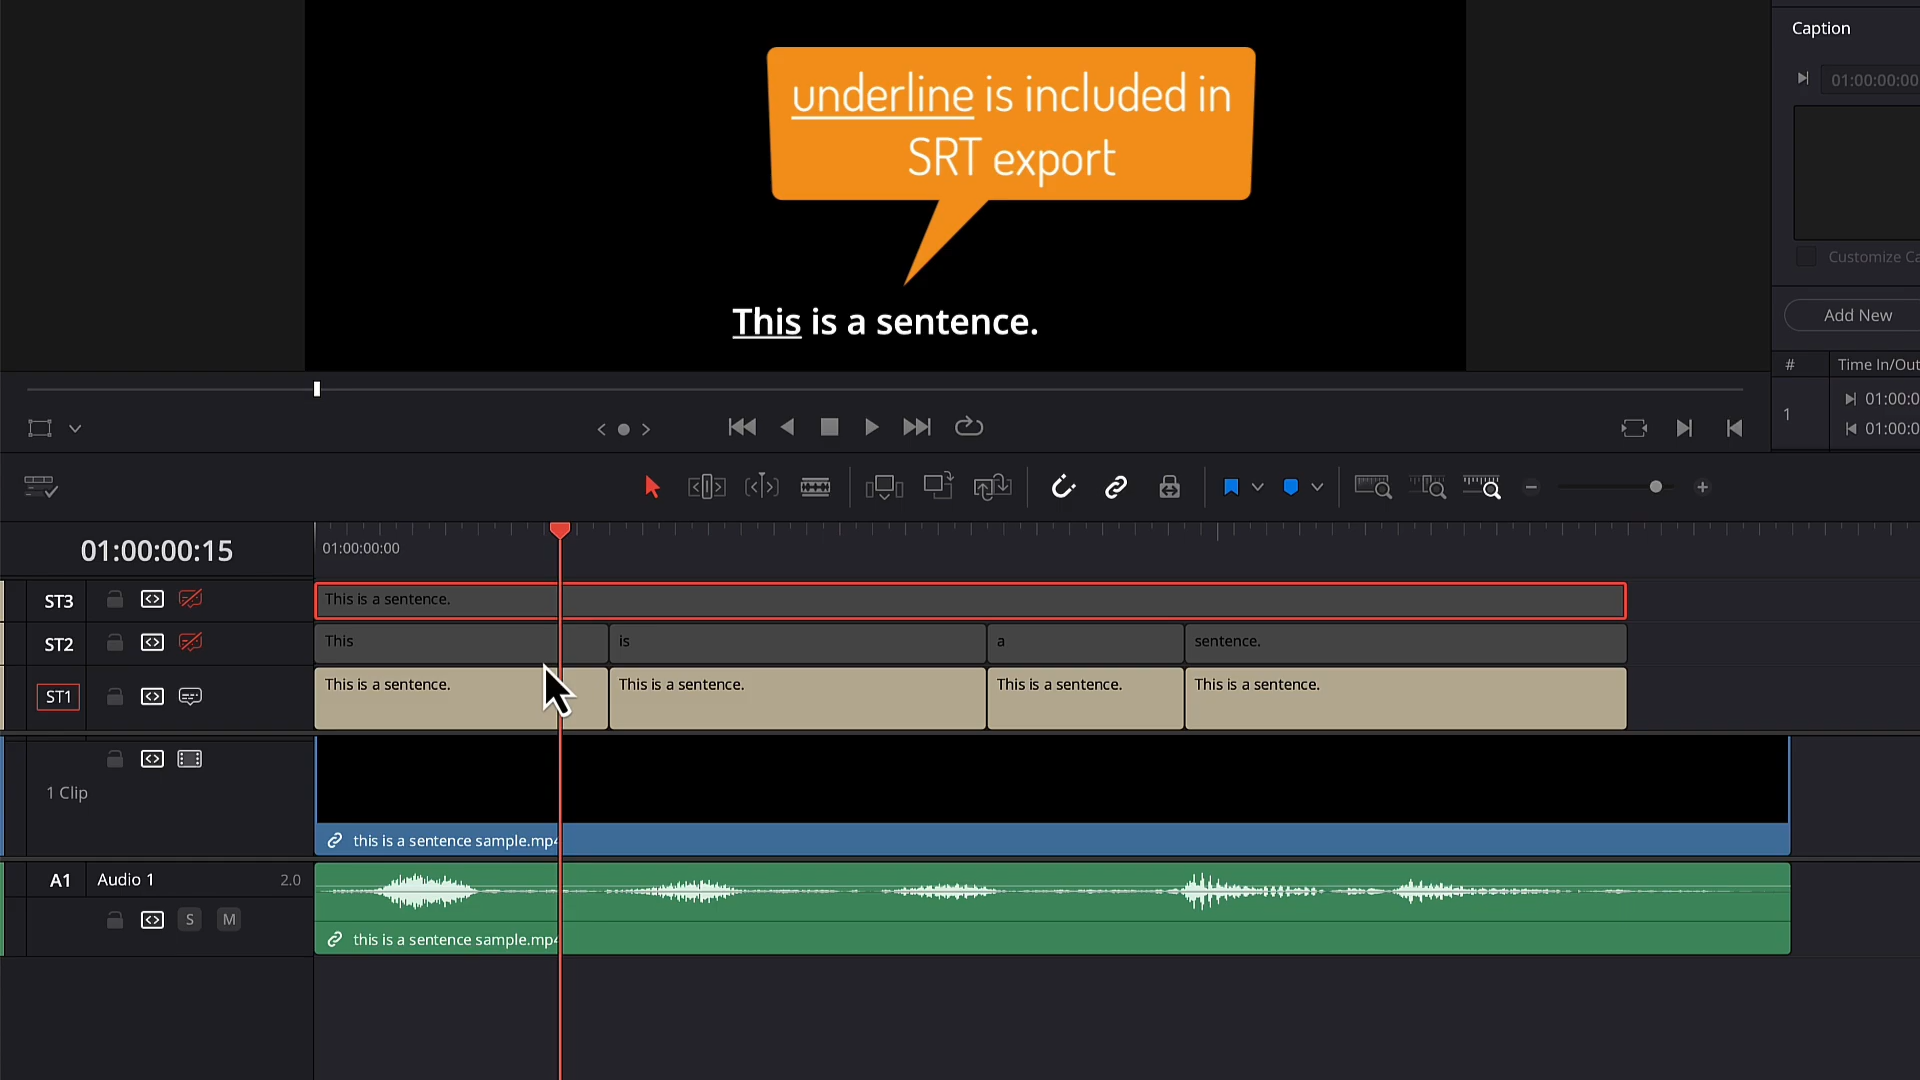 Caption
underline is included in
SRT export
01:00:00:00
This is a sentence.
Customize Ca
Add New
# Time In/Out
1
01:00:0
01:00:0
01:00:00:15
01:00:00:00
ST3
This is a sentence.
ST2
This
is
a
sentence.
ST1
This is a sentence.
This is a sentence.
This is a sentence.
This is a sentence.
1 Clip
this is a sentence sample.mp4
A1 Audio 1 2.0
S M
this is a sentence sample.mp4